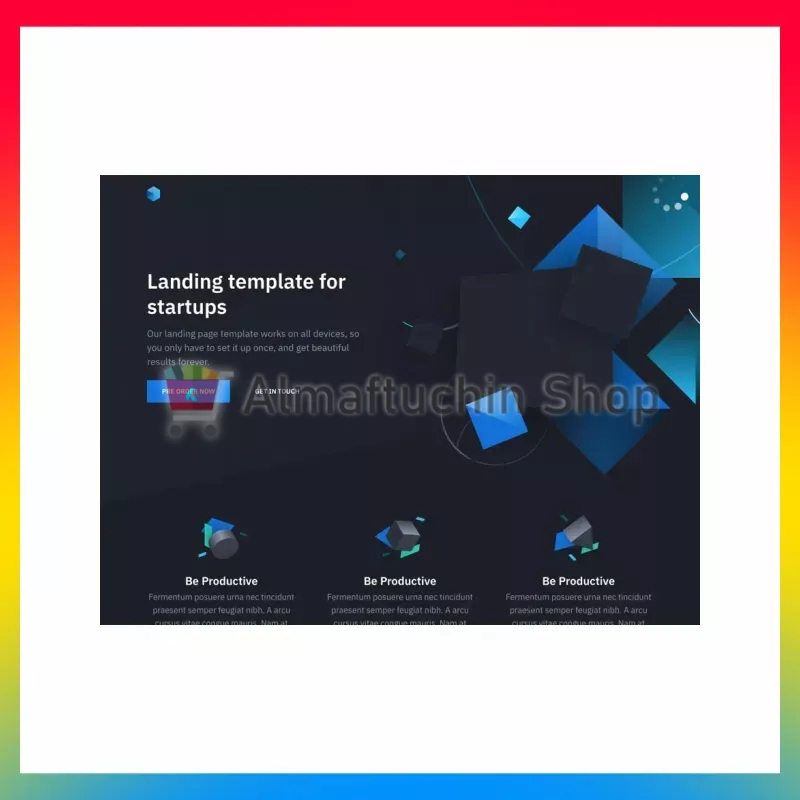 Landing template for
startups
Our landing page template works on all devices, so
you only have to set it up once, and get beautiful
results forever.
PRE ORDER NOW
GET IN TOUCH
Almaftuchin Shop
Be Productive
Be Productive
Be Productive
Fermentum posuere urna nec tincidunt
praesent semper feugiat nibh. A arcu
cursus vitae congue mauris. Nam at
Fermentum posuere urna nec tincidunt
praesent semper feugiat nibh. A arcu
cursus vitae congue mauris. Nam at
Fermentum posuere urna nec tincidunt
praesent semper feugiat nibh. A arcu
cursus vitae congue mauris. Nam at